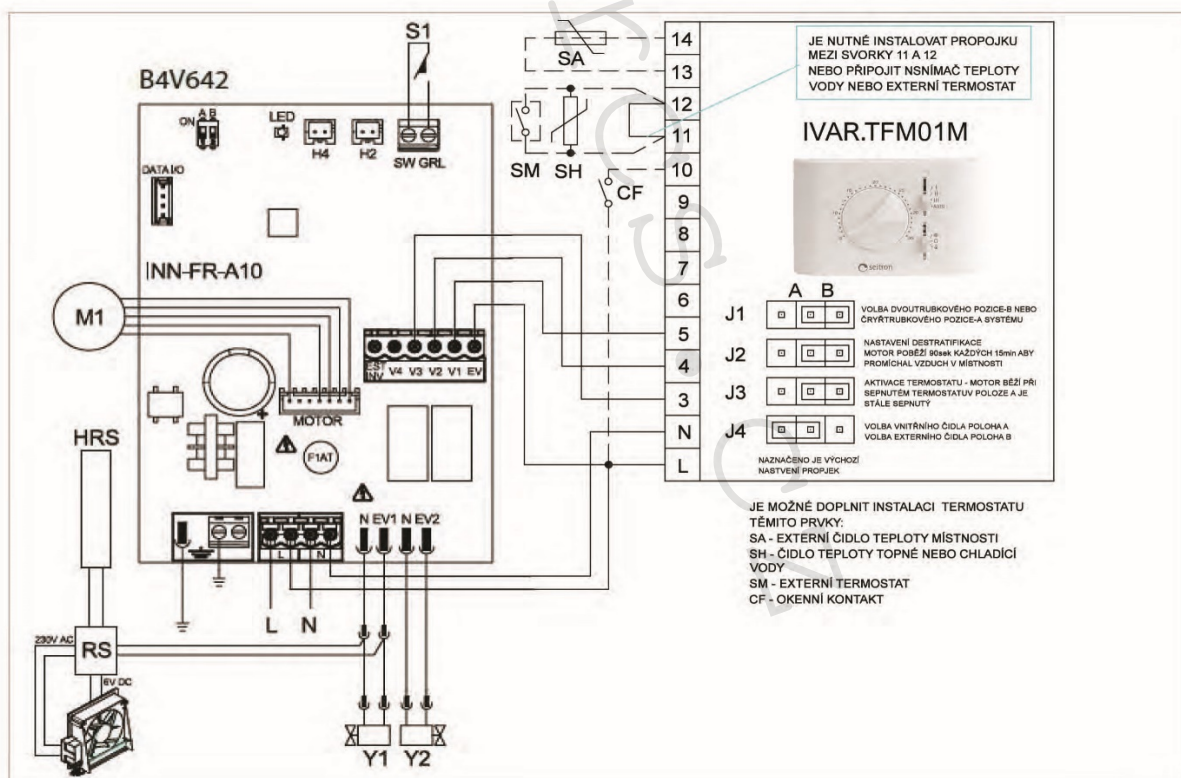 B4V642
S1
ON
A B
LED
H4
H2
SW GRL
DATA I/O
INN-FR-A10
M1
EST INV V4 V3 V2 V1 EV
MOTOR
F1AT
HRS
L N
N EV1 N EV2
L N
230V AC
RS
6V DC
Y1
Y2
SA
SM
SH
CF
14
13
12
11
10
9
8
7
6
5
4
3
N
L
JE NUTNÉ INSTALOVAT PROPOJKU
MEZI SVORKY 11 A 12
NEBO PŘIPOJIT NSNÍMAČ TEPLOTY
VODY NEBO EXTERNÍ TERMOSTAT
IVAR.TFM01M
seitron
A B
J1
VOLBA DVOUTRUBKOVÉHO POZICE-B NEBO
ČRYŘTRUBKOVÉHO POZICE-A SYSTÉMU
J2
NASTAVENÍ DESTRATIFIKACE
MOTOR POBĚŽÍ 90sek KAŽDÝCH 15min ABY
PROMÍCHAL VZDUCH V MÍSTNOSTI
J3
AKTIVACE TERMOSTATU - MOTOR BĚŽÍ PŘI
SEPNUTÉM TERMOSTATUV POLOZE A JE
STÁLE SEPNUTÝ
J4
VOLBA VNITŘNÍHO ČIDLA POLOHA A
VOLBA EXTERNÍHO ČIDLA POLOHA B
NAZNAČENO JE VÝCHOZÍ
NASTVENÍ PROPJEK
JE MOŽNÉ DOPLNIT INSTALACI TERMOSTATU
TĚMITO PRVKY:
SA - EXTERNÍ ČIDLO TEPLOTY MÍSTNOSTI
SH - ČIDLO TEPLOTY TOPNÉ NEBO CHLADÍCÍ
VODY
SM - EXTERNÍ TERMOSTAT
CF - OKENNÍ KONTAKT